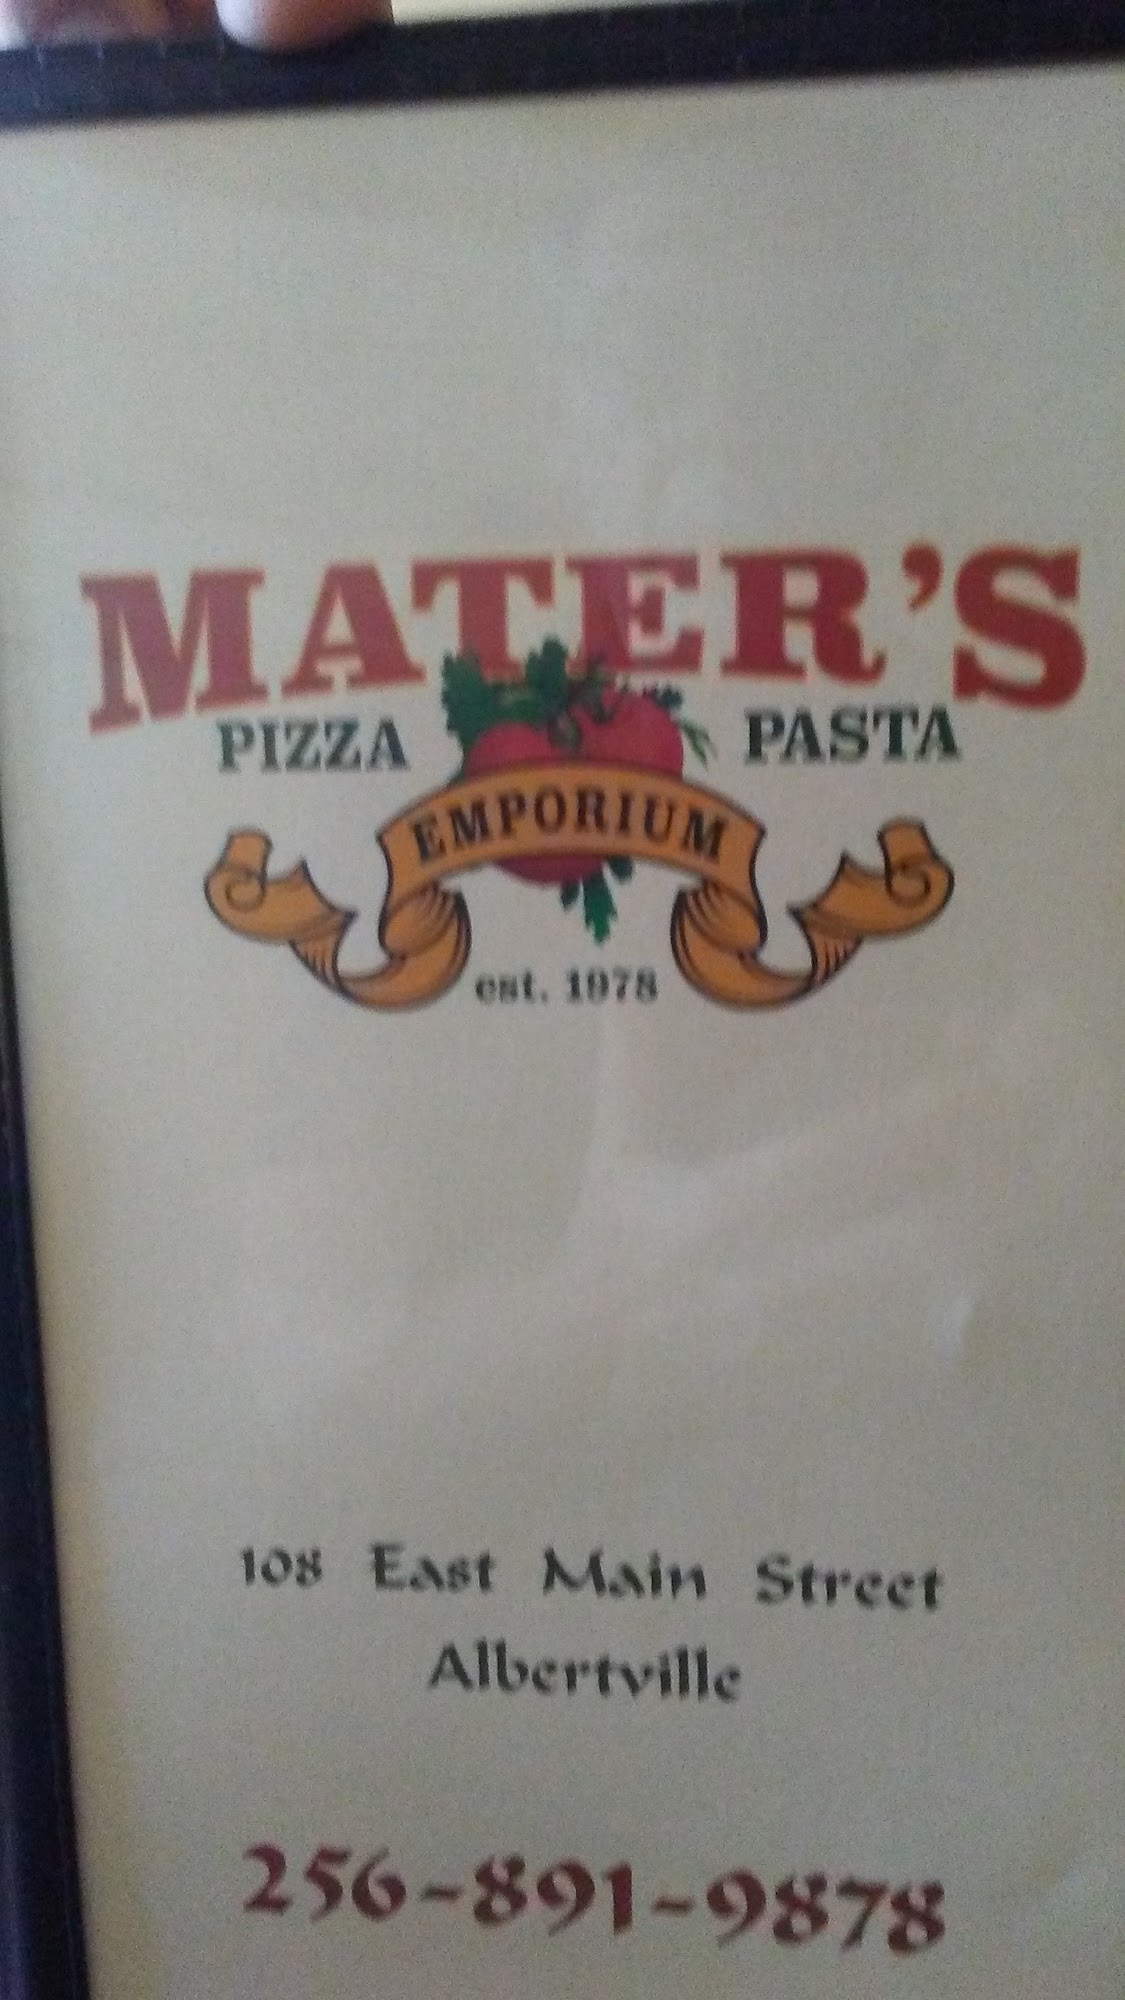 MATER'S
PIZZA PASTA
EMPORIUM
est. 1978
108 East Main Street
Albertville
256-891-9878